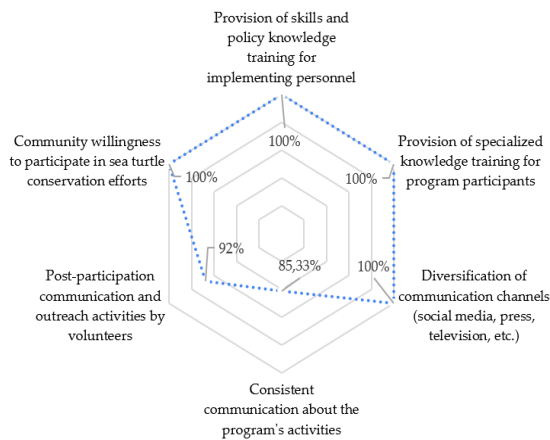 Provision of skills and
policy knowledge
training for
implementing personnel
100%
Provision of specialized
knowledge training for
program participants
100%
Diversification of
communication channels
(social media, press,
television, etc.)
100%
Consistent
communication about the
program's activities
85,33%
Post-participation
communication and
outreach activities by
volunteers
92%
Community willingness
to participate in sea turtle
conservation efforts
100%